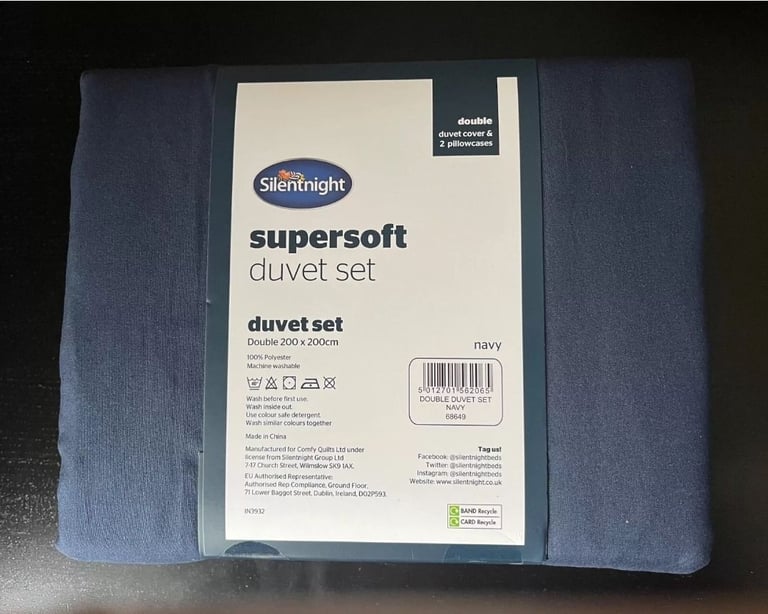 double
duvet cover &
2 pillowcases
Silentnight
supersoft
duvet set
duvet set
Double 200 x 200cm
navy
100% Polyester
Machine washable
40°
5 012701 562065
DOUBLE DUVET SET
NAVY
68649
Wash before first use.
Wash inside out.
Use colour safe detergent.
Wash similar colours together
Made in China
Manufactured for Comfy Quilts Ltd under
license from Silentnight Group Ltd
7-17 Church Street, Wilmslow SK9 1AX.
EU Authorised Representative:
Authorised Rep Compliance, Ground Floor,
71 Lower Baggot Street, Dublin, Ireland, D02P593.
IN3932
Tag us!
Facebook: @silentnightbeds
Twitter: @silentnightbeds
Instagram: @silentnightbeds
Website: www.silentnight.co.uk
BAND Recycle
CARD Recycle